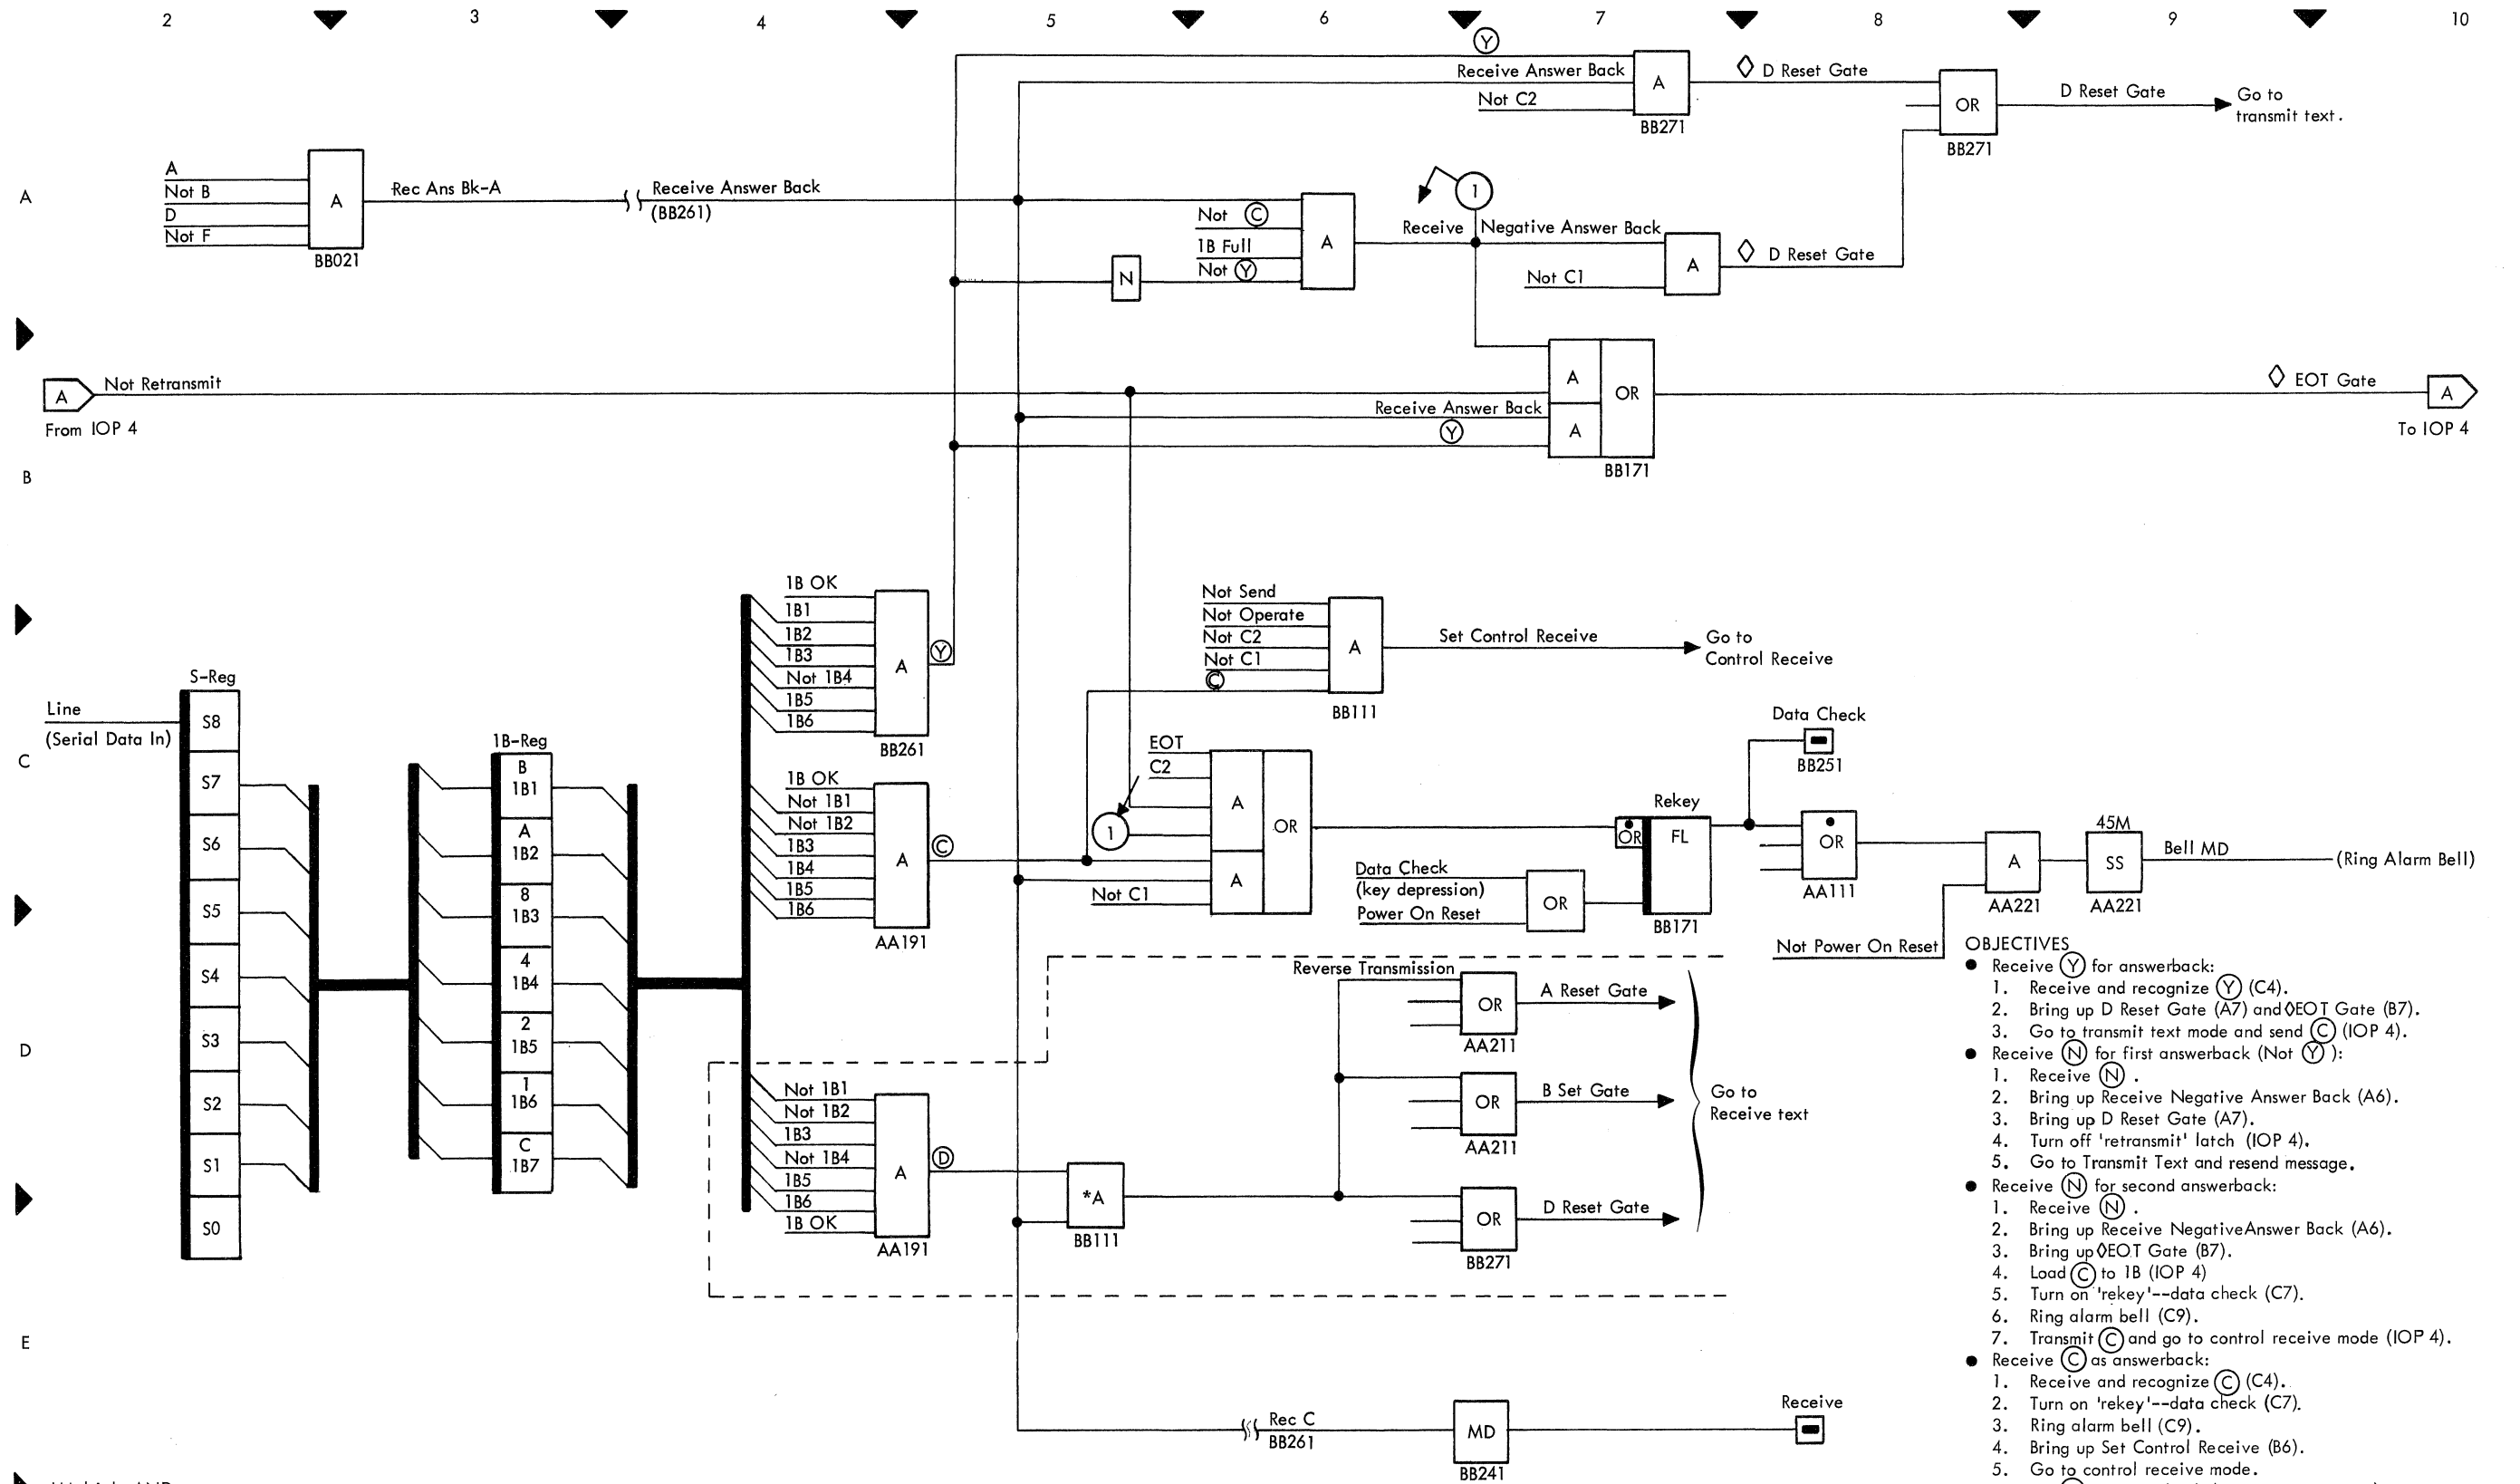 2 3 4 5 6 7 8 9 10
A
B
C
D
E
A
Not B
D
Not F
A
BB021
Rec Ans Bk-A
Receive Answer Back
(BB261)
Y
Receive Answer Back
Not C2
A
BB271
D Reset Gate
OR
BB271
D Reset Gate
Go to
transmit text.
Not C
1B Full
Not Y
N
A
1
Receive Negative Answer Back
Not C1
A
D Reset Gate
A
Not Retransmit
From IOP 4
Receive Answer Back
Y
A
A
OR
BB171
EOT Gate
A
To IOP 4
Line
(Serial Data In)
S-Reg
S8
S7
S6
S5
S4
S3
S2
S1
S0
1B-Reg
B
1B1
A
1B2
8
1B3
4
1B4
2
1B5
1
1B6
C
1B7
1B OK
1B1
1B2
1B3
Not 1B4
1B5
1B6
A
Y
BB261
1B OK
Not 1B1
Not 1B2
1B3
1B4
1B5
1B6
A
C
AA191
Not 1B1
Not 1B2
1B3
Not 1B4
1B5
1B6
1B OK
A
D
AA191
Not Send
Not Operate
Not C2
Not C1
C
A
BB111
Set Control Receive
Go to
Control Receive
EOT
C2
1
Not C1
A
A
OR
Data Check
(key depression)
Power On Reset
OR
Rekey
OR
FL
BB171
Data Check
BB251
OR
AA111
Not Power On Reset
A
AA221
45M
SS
AA221
Bell MD
(Ring Alarm Bell)
*A
BB111
Reverse Transmission
OR
AA211
A Reset Gate
OR
AA211
B Set Gate
OR
BB271
D Reset Gate
Go to
Receive text
Rec C
BB261
MD
BB241
Receive
OBJECTIVES
● Receive Y for answerback:
1. Receive and recognize Y (C4).
2. Bring up D Reset Gate (A7) and ◊EOT Gate (B7).
3. Go to transmit text mode and send C (IOP 4).
● Receive N for first answerback (Not Y):
1. Receive N.
2. Bring up Receive Negative Answer Back (A6).
3. Bring up D Reset Gate (A7).
4. Turn off 'retransmit' latch (IOP 4).
5. Go to Transmit Text and resend message.
● Receive N for second answerback:
1. Receive N.
2. Bring up Receive NegativeAnswer Back (A6).
3. Bring up ◊EOT Gate (B7).
4. Load C to 1B (IOP 4)
5. Turn on 'rekey'--data check (C7).
6. Ring alarm bell (C9).
7. Transmit C and go to control receive mode (IOP 4).
● Receive C as answerback:
1. Receive and recognize C (C4).
2. Turn on 'rekey'--data check (C7).
3. Ring alarm bell (C9).
4. Bring up Set Control Receive (B6).
5. Go to control receive mode.